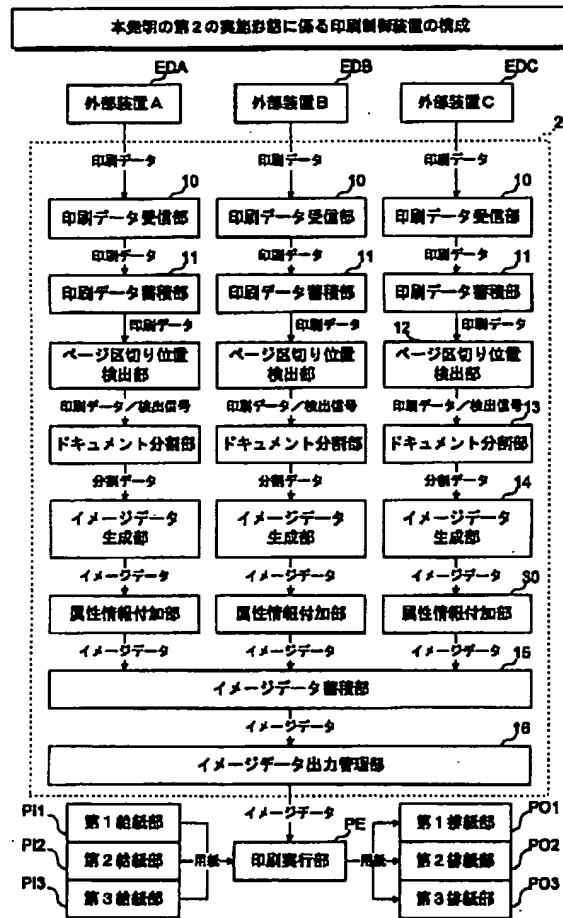 本発明の第2の実施形態に係る印刷制御装置の構成
EDA EDB EDC
外部装置A 外部装置B 外部装置C
2
印刷データ 印刷データ 印刷データ
10 10 10
印刷データ受信部 印刷データ受信部 印刷データ受信部
印刷データ 印刷データ 印刷データ
11 11 11
印刷データ蓄積部 印刷データ蓄積部 印刷データ蓄積部
印刷データ 印刷データ 12 印刷データ
ページ区切り位置 ページ区切り位置 ページ区切り位置
検出部 検出部 検出部
印刷データ/検出信号 印刷データ/検出信号 印刷データ/検出信号
13
ドキュメント分割部 ドキュメント分割部 ドキュメント分割部
分割データ 分割データ 分割データ
14
イメージデータ イメージデータ イメージデータ
生成部 生成部 生成部
イメージデータ イメージデータ イメージデータ
30
属性情報付加部 属性情報付加部 属性情報付加部
イメージデータ イメージデータ イメージデータ
15
イメージデータ蓄積部
イメージデータ
16
イメージデータ出力管理部
イメージデータ
PI1 第1給紙部 PE 第1排紙部 PO1
PI2 第2給紙部 用紙 印刷実行部 用紙 第2排紙部 PO2
PI3 第3給紙部 第3排紙部 PO3